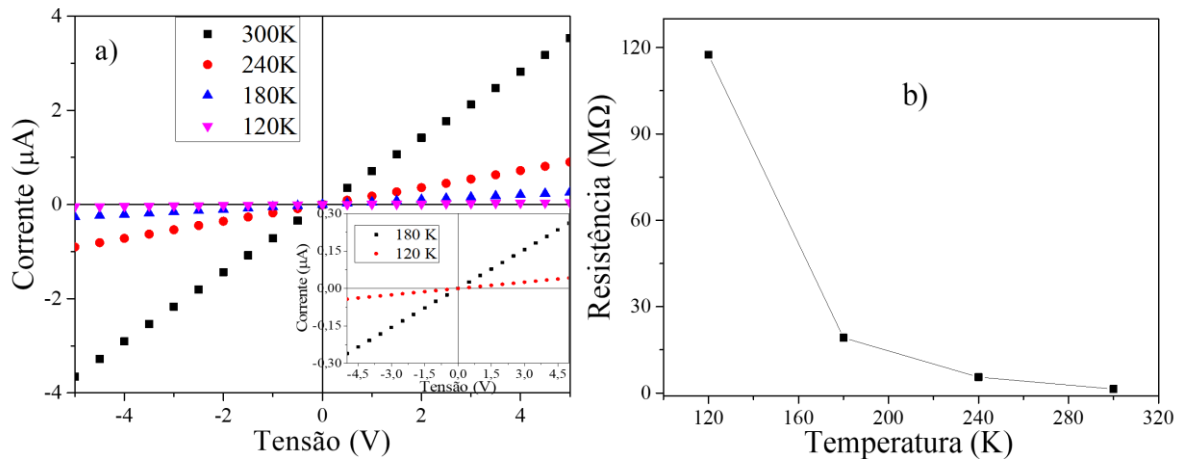 a)
300K
240K
180K
120K
4
2
0
-2
-4
Corrente (µA)
-4
-2
0
2
4
Tensão (V)
180 K
120 K
0,30
0,15
0,00
-0,15
-0,30
Corrente (µA)
-4,5
-3,0
-1,5
0,0
1,5
3,0
4,5
Tensão (V)
b)
120
90
60
30
0
Resistência (MΩ)
120
160
200
240
280
320
Temperatura (K)